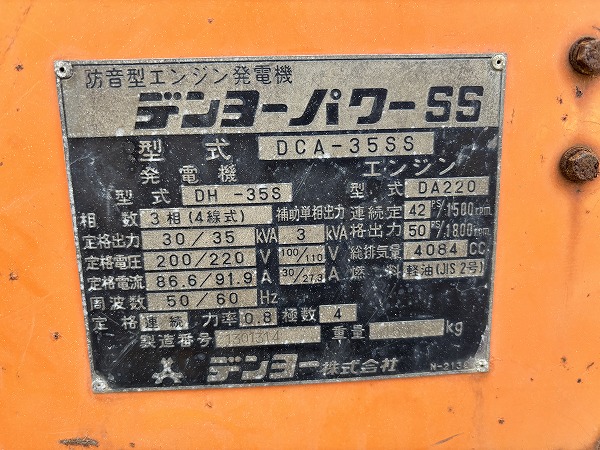 防音型エンジン発電機
デンヨーパワーSS
型式 DCA-35SS
発電機 エンジン
型式 DH-35S 型式 DA220
相数 3相(4線式) 補助単相出力 連続定 42PS/1500rpm
定格出力 30/35 KVA 3 KVA 格出力 50PS/1800rpm
定格電圧 200/220 V 100/110 V 総排気量 4084 CC
定格電流 86.6/91.9 A 30/27.3 A 燃料 軽油(JIS 2号)
周波数 50/60 Hz
定格 連続 力率 0.8 極数 4
製造番号 1301314 重量 kg
デンヨー株式会社